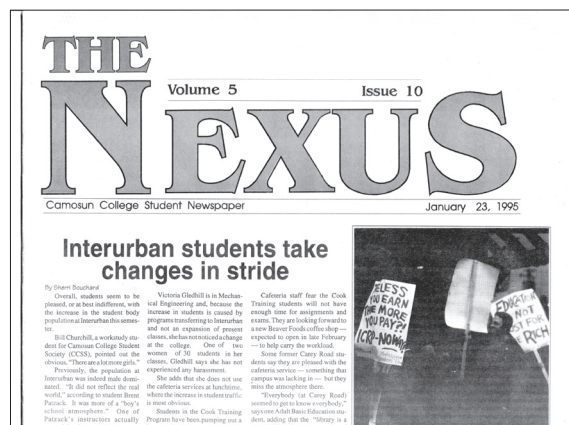 THE
NEXUS
Volume 5
Issue 10
Camosun College Student Newspaper
January 23, 1995
Interurban students take
changes in stride
By Sherri Bouchard
Overall, students seem to be
pleased, or at best indifferent, with
the increase in the student body
population at Interurban this semes-
ter.
Bill Churchill, a workstudy stu-
dent for Camosun College Student
Society (CCSS), pointed out the
obvious. "There are a lot more girls."
Previously, the population at
Interurban was indeed male domi-
nated. "It did not reflect the real
world," according to student Brent
Patzack. It was more of a "boy's
school atmosphere." One of
Patzack's instructors actually
Victoria Gledhill is in Mechan-
ical Engineering and, because the
increase in students is caused by
programs transferring to Interurban
and not an expansion of present
classes, she has not noticed a change
at the college. One of two
women of 30 students in her
classes, Gledhill says she has not
experienced any harassment.
She adds that she does not use
the cafeteria services at lunchtime,
where the increase in student traffic
is most obvious.
Students in the Cook Training
Program have been pumping out a
Cafeteria staff fear the Cook
Training students will not have
enough time for assignments and
exams. They are looking forward to
a new Beaver Foods coffee shop —
expected to open in late February
— to help carry the workload.
Some former Carey Road stu-
dents say they are pleased with the
cafeteria service — something that
campus was lacking in — but they
miss the atmosphere there.
"Everybody (at Carey Road)
seemed to get to know everybody,"
says one Adult Basic Education stu-
dent, adding that the "library is a
LESS
YOU EARN
THE MORE
YOU PAY?!
ICRP-NOWAY
EDUCATION
NOT
JUST FOR
RICH